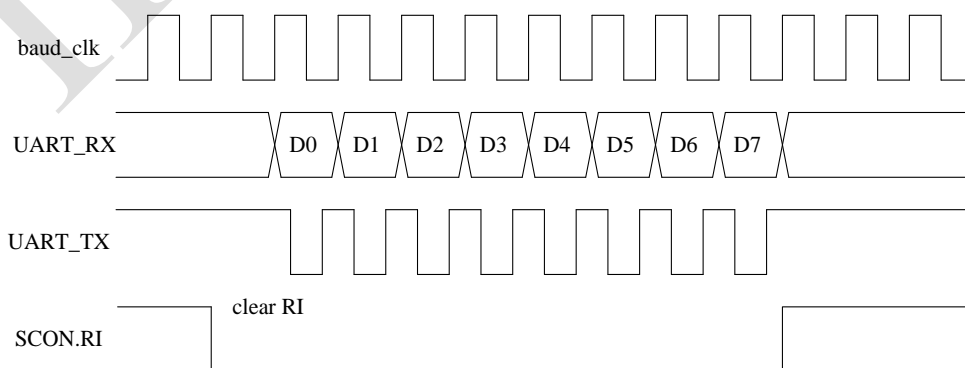 baud_clk
UART_RX
D0 D1 D2 D3 D4 D5 D6 D7
UART_TX
clear RI
SCON.RI